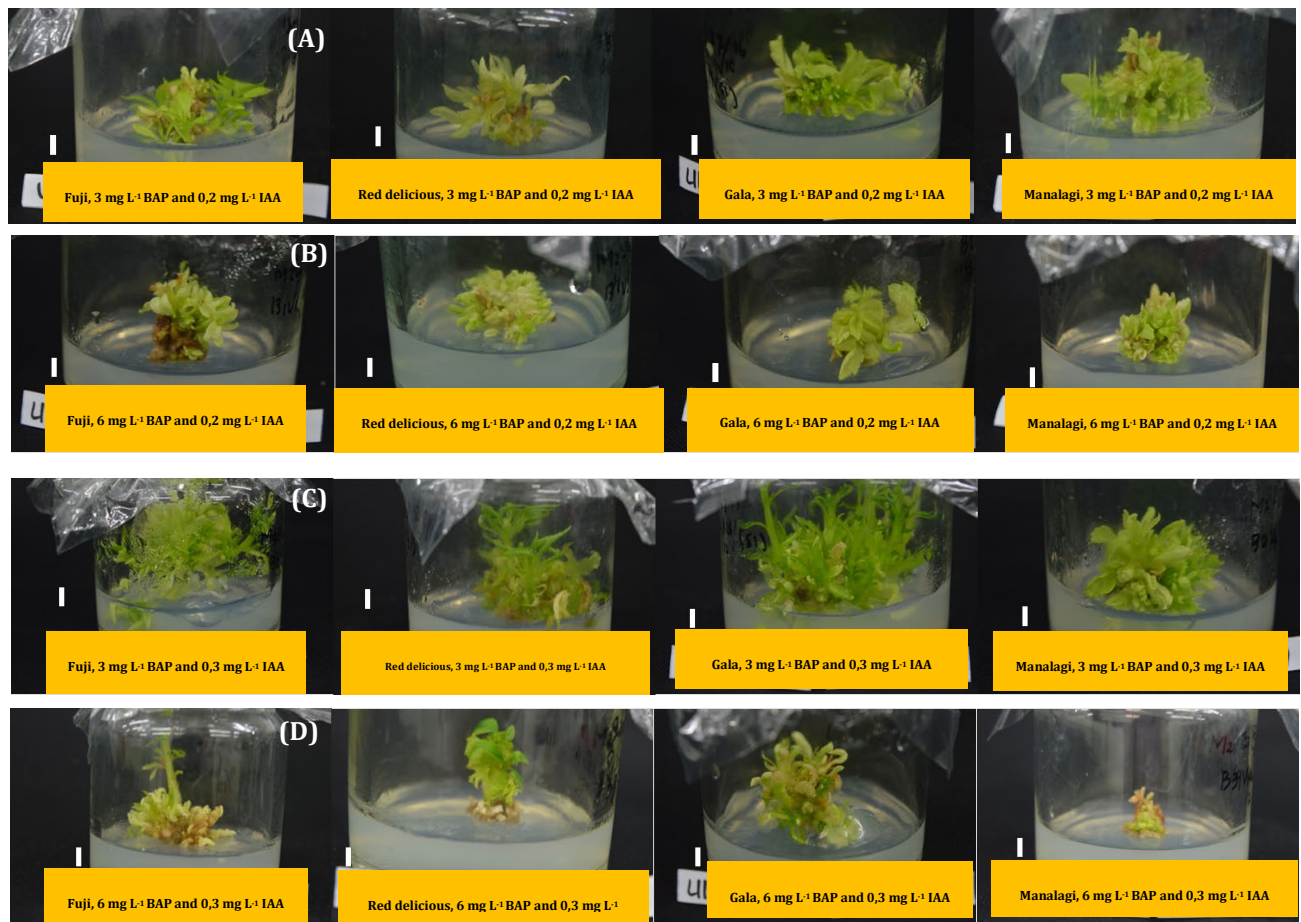 (A)
Fuji, 3 mg L-1 BAP and 0,2 mg L-1 IAA
Red delicious, 3 mg L-1 BAP and 0,2 mg L-1 IAA
Gala, 3 mg L-1 BAP and 0,2 mg L-1 IAA
Manalagi, 3 mg L-1 BAP and 0,2 mg L-1 IAA
(B)
Fuji, 6 mg L-1 BAP and 0,2 mg L-1 IAA
Red delicious, 6 mg L-1 BAP and 0,2 mg L-1 IAA
Gala, 6 mg L-1 BAP and 0,2 mg L-1 IAA
Manalagi, 6 mg L-1 BAP and 0,2 mg L-1 IAA
(C)
Fuji, 3 mg L-1 BAP and 0,3 mg L-1 IAA
Red delicious, 3 mg L-1 BAP and 0,3 mg L-1 IAA
Gala, 3 mg L-1 BAP and 0,3 mg L-1 IAA
Manalagi, 3 mg L-1 BAP and 0,3 mg L-1 IAA
(D)
Fuji, 6 mg L-1 BAP and 0,3 mg L-1 IAA
Red delicious, 6 mg L-1 BAP and 0,3 mg L-1
Gala, 6 mg L-1 BAP and 0,3 mg L-1 IAA
Manalagi, 6 mg L-1 BAP and 0,3 mg L-1 IAA